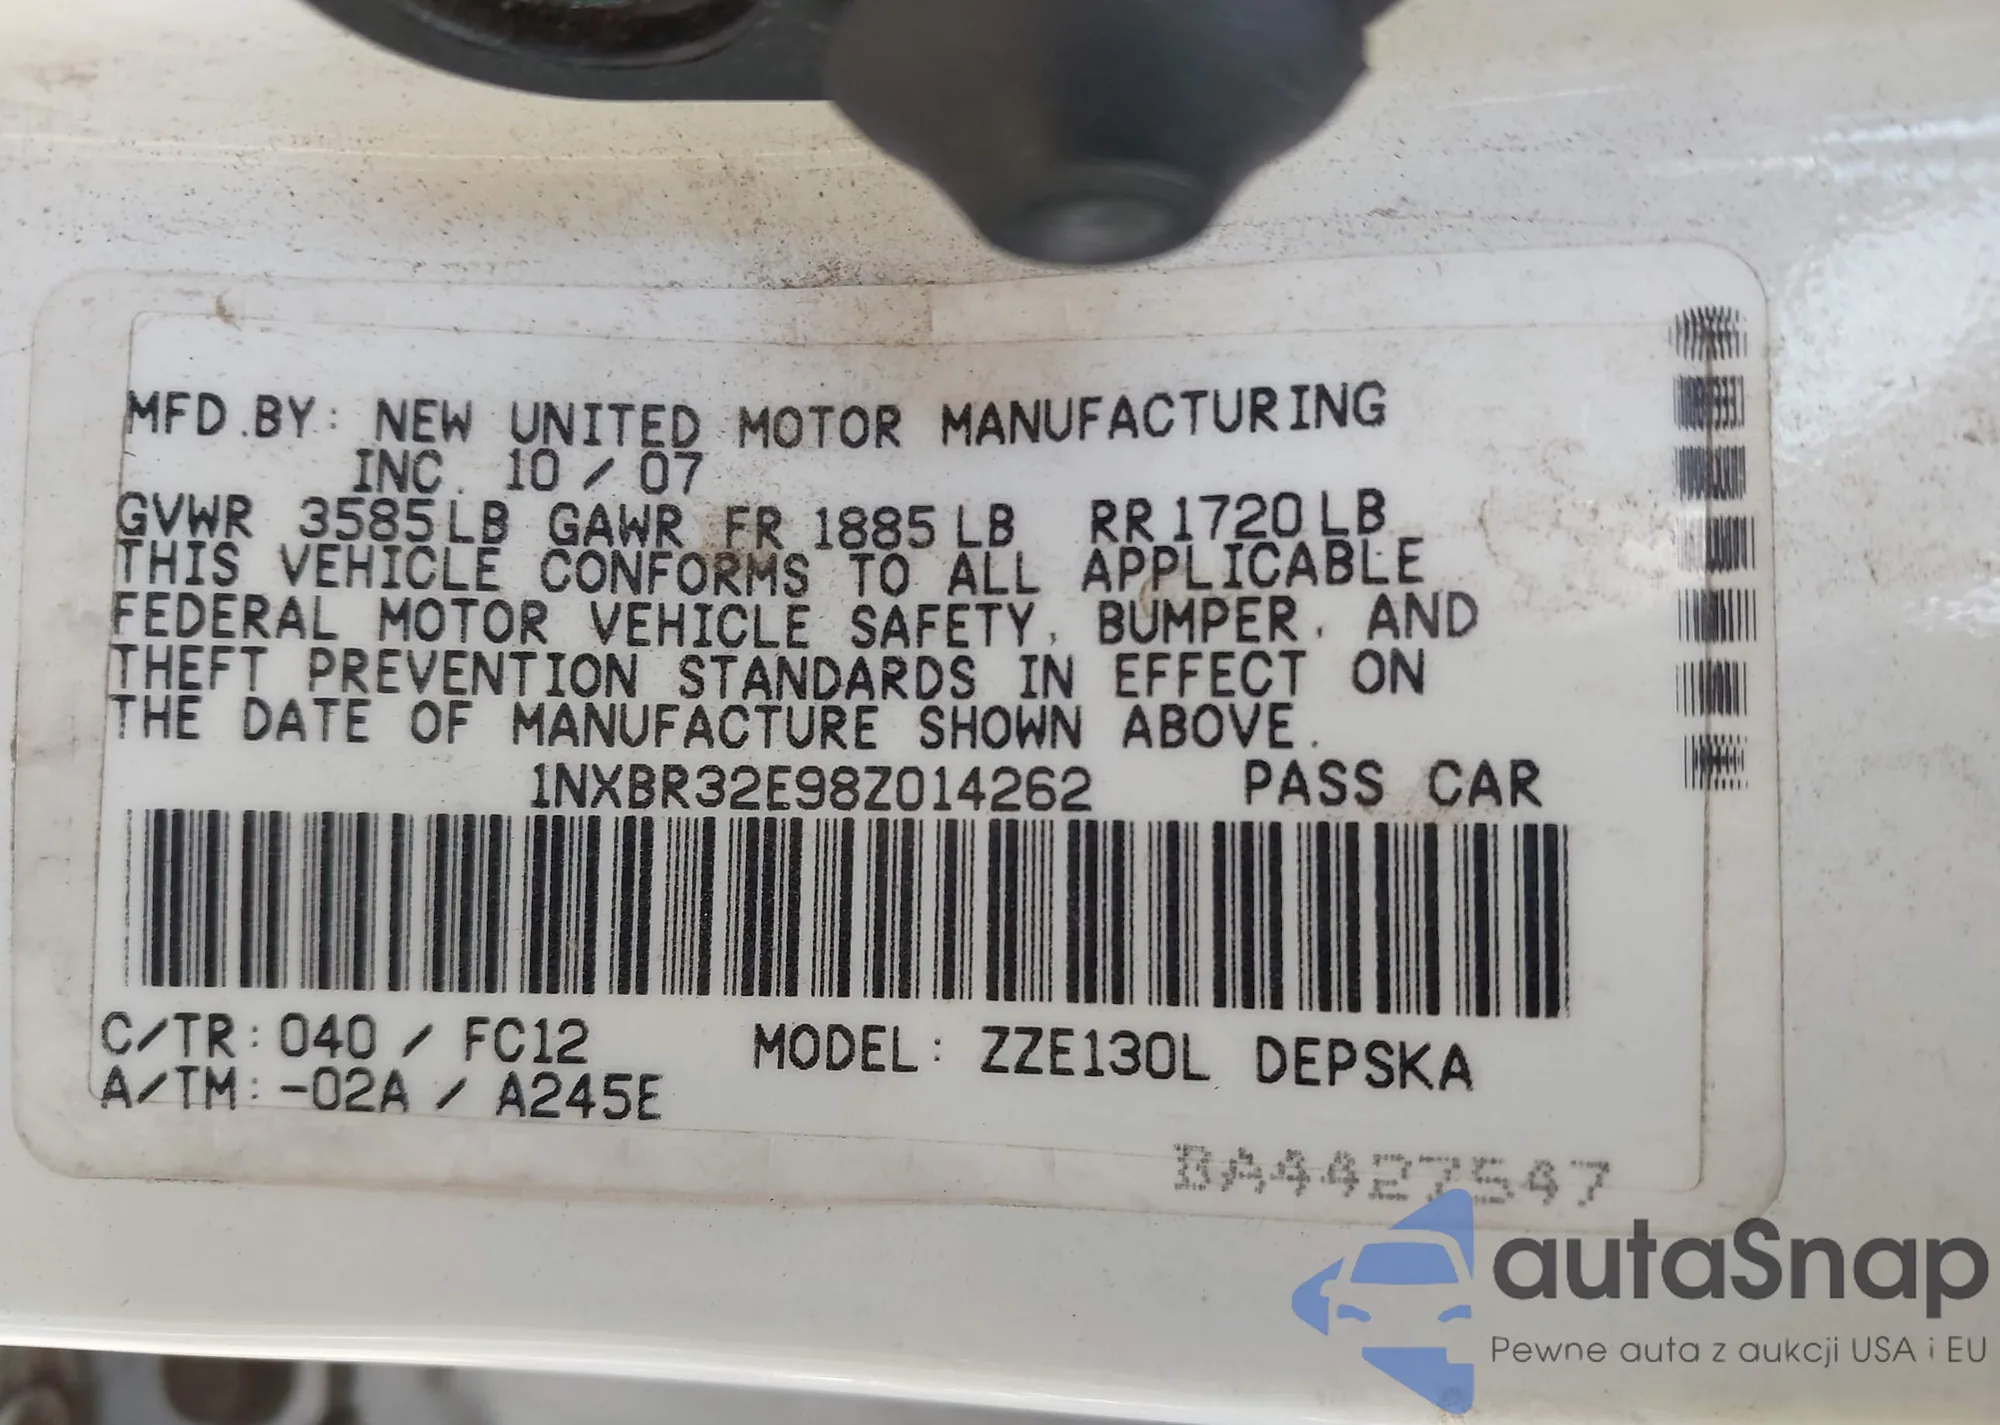 MFD.BY: NEW UNITED MOTOR MANUFACTURING
INC. 10 / 07
GVWR 3585LB GAWR FR 1885LB RR1720LB
THIS VEHICLE CONFORMS TO ALL APPLICABLE
FEDERAL MOTOR VEHICLE SAFETY, BUMPER, AND
THEFT PREVENTION STANDARDS IN EFFECT ON
THE DATE OF MANUFACTURE SHOWN ABOVE.
1NXBR32E98Z014262 PASS CAR
C/TR: 040 / FC12 MODEL: ZZE130L DEPSKA
A/TM: -02A / A245E
BA4427547
autaSnap
Pewne auta z aukcji USA i EU